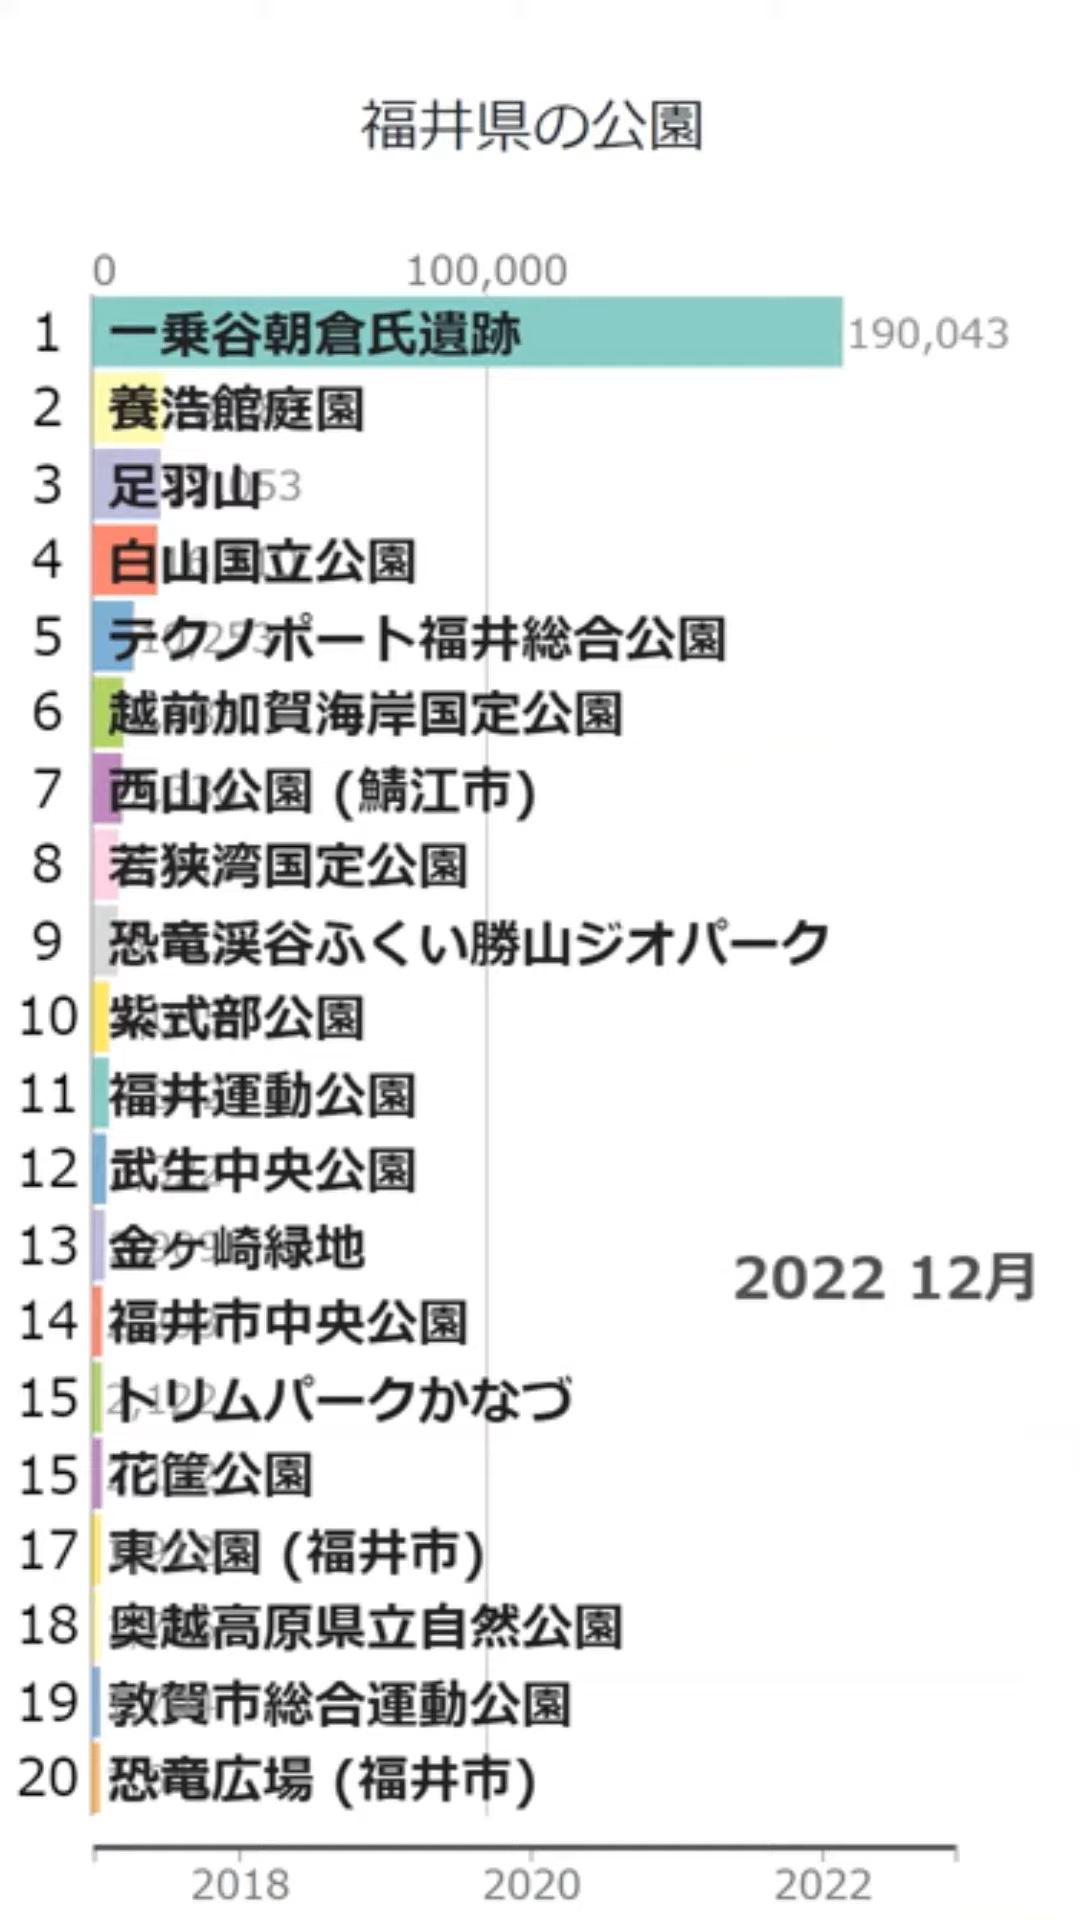 福井県の公園
0 100,000
1 一乗谷朝倉氏遺跡 190,043
2 養浩館庭園
3 足羽山
4 白山国立公園
5 テクノポート福井総合公園
6 越前加賀海岸国定公園
7 西山公園 (鯖江市)
8 若狭湾国定公園
9 恐竜渓谷ふくい勝山ジオパーク
10 紫式部公園
11 福井運動公園
12 武生中央公園
13 金ヶ崎緑地
2022 12月
14 福井市中央公園
15 トリムパークかなづ 2,122
15 花筐公園
17 東公園 (福井市)
18 奥越高原県立自然公園
19 敦賀市総合運動公園
20 恐竜広場 (福井市)
2018 2020 2022